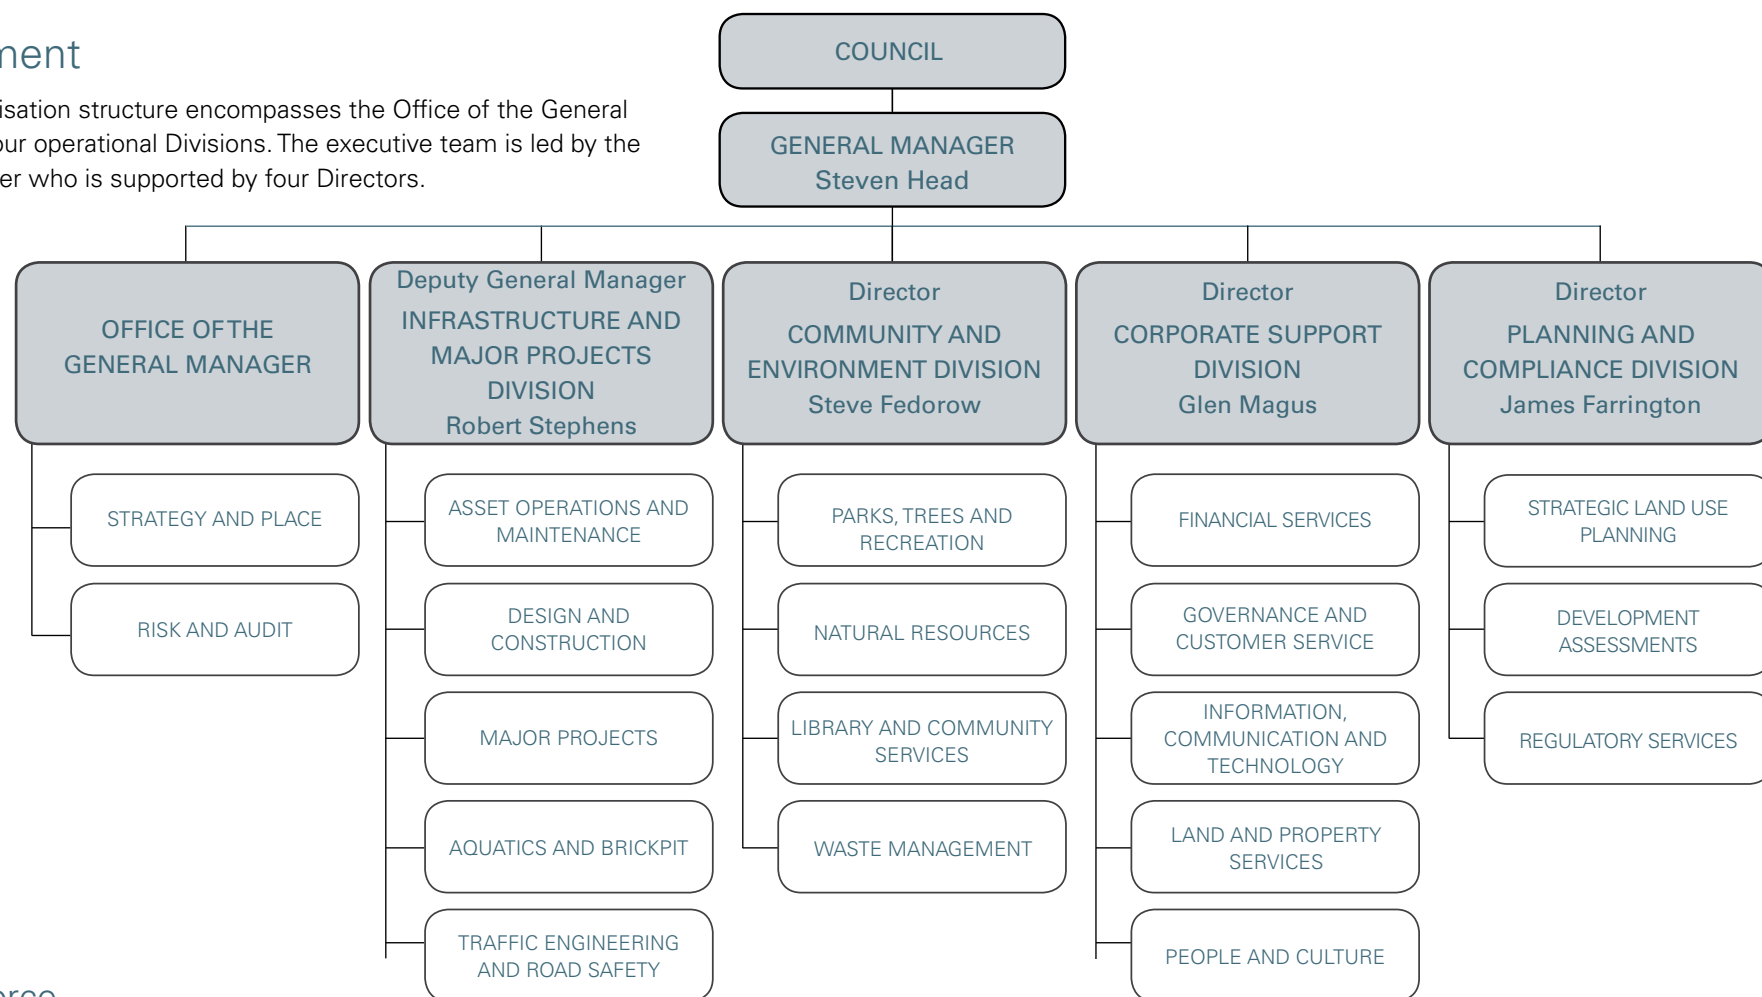 ment
isation structure encompasses the Office of the General
our operational Divisions. The executive team is led by the
er who is supported by four Directors.
COUNCIL
GENERAL MANAGER
Steven Head
OFFICE OF THE
GENERAL MANAGER
STRATEGY AND PLACE
RISK AND AUDIT
Deputy General Manager
INFRASTRUCTURE AND
MAJOR PROJECTS
DIVISION
Robert Stephens
ASSET OPERATIONS AND
MAINTENANCE
DESIGN AND
CONSTRUCTION
MAJOR PROJECTS
AQUATICS AND BRICKPIT
TRAFFIC ENGINEERING
AND ROAD SAFETY
Director
COMMUNITY AND
ENVIRONMENT DIVISION
Steve Fedorow
PARKS, TREES AND
RECREATION
NATURAL RESOURCES
LIBRARY AND COMMUNITY
SERVICES
WASTE MANAGEMENT
Director
CORPORATE SUPPORT
DIVISION
Glen Magus
FINANCIAL SERVICES
GOVERNANCE AND
CUSTOMER SERVICE
INFORMATION,
COMMUNICATION AND
TECHNOLOGY
LAND AND PROPERTY
SERVICES
PEOPLE AND CULTURE
Director
PLANNING AND
COMPLIANCE DIVISION
James Farrington
STRATEGIC LAND USE
PLANNING
DEVELOPMENT
ASSESSMENTS
REGULATORY SERVICES